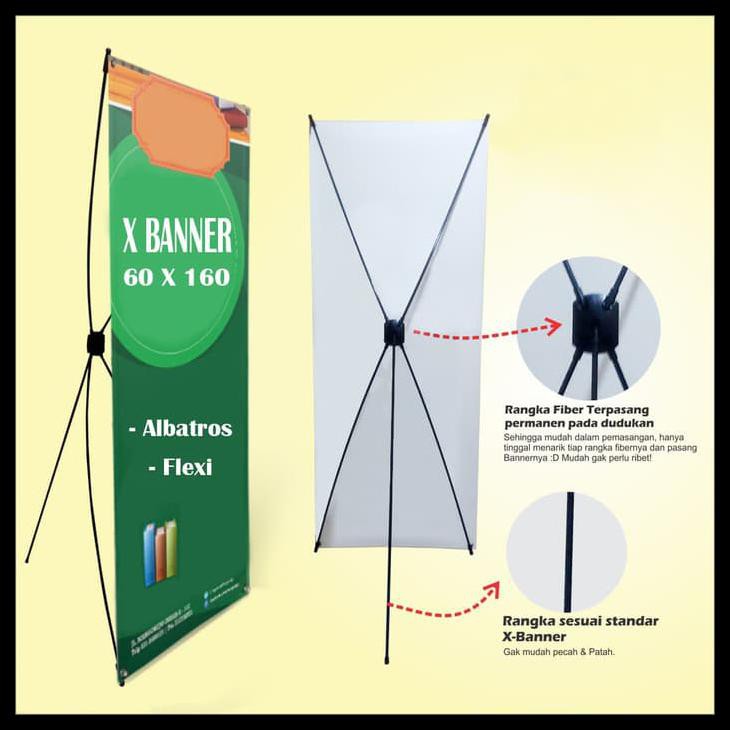 X BANNER
60 X 160
- Albatros
- Flexi
Rangka Fiber Terpasang
permanen pada dudukan
Sehingga mudah dalam pemasangan, hanya
tinggal menarik tiap rangka fibernya dan pasang
Bannernya :D Mudah gak perlu ribet!
Rangka sesuai standar
X-Banner
Gak mudah pecah & Patah.